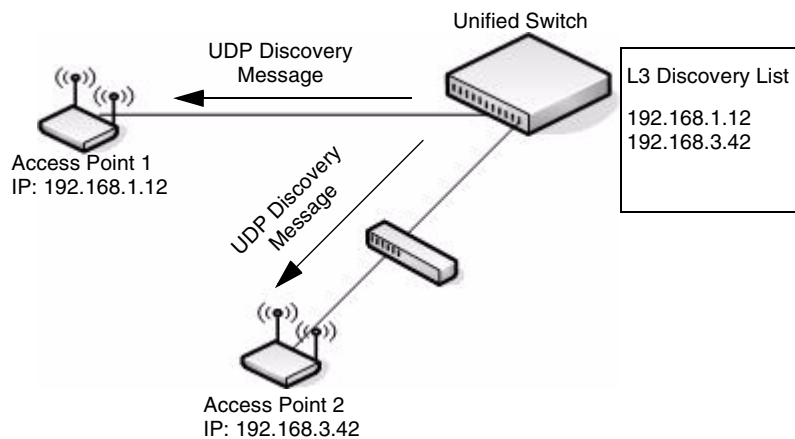 Unified Switch
UDP Discovery
Message
L3 Discovery List
192.168.1.12
192.168.3.42
Access Point 1
IP: 192.168.1.12
UDP Discovery
Message
Access Point 2
IP: 192.168.3.42